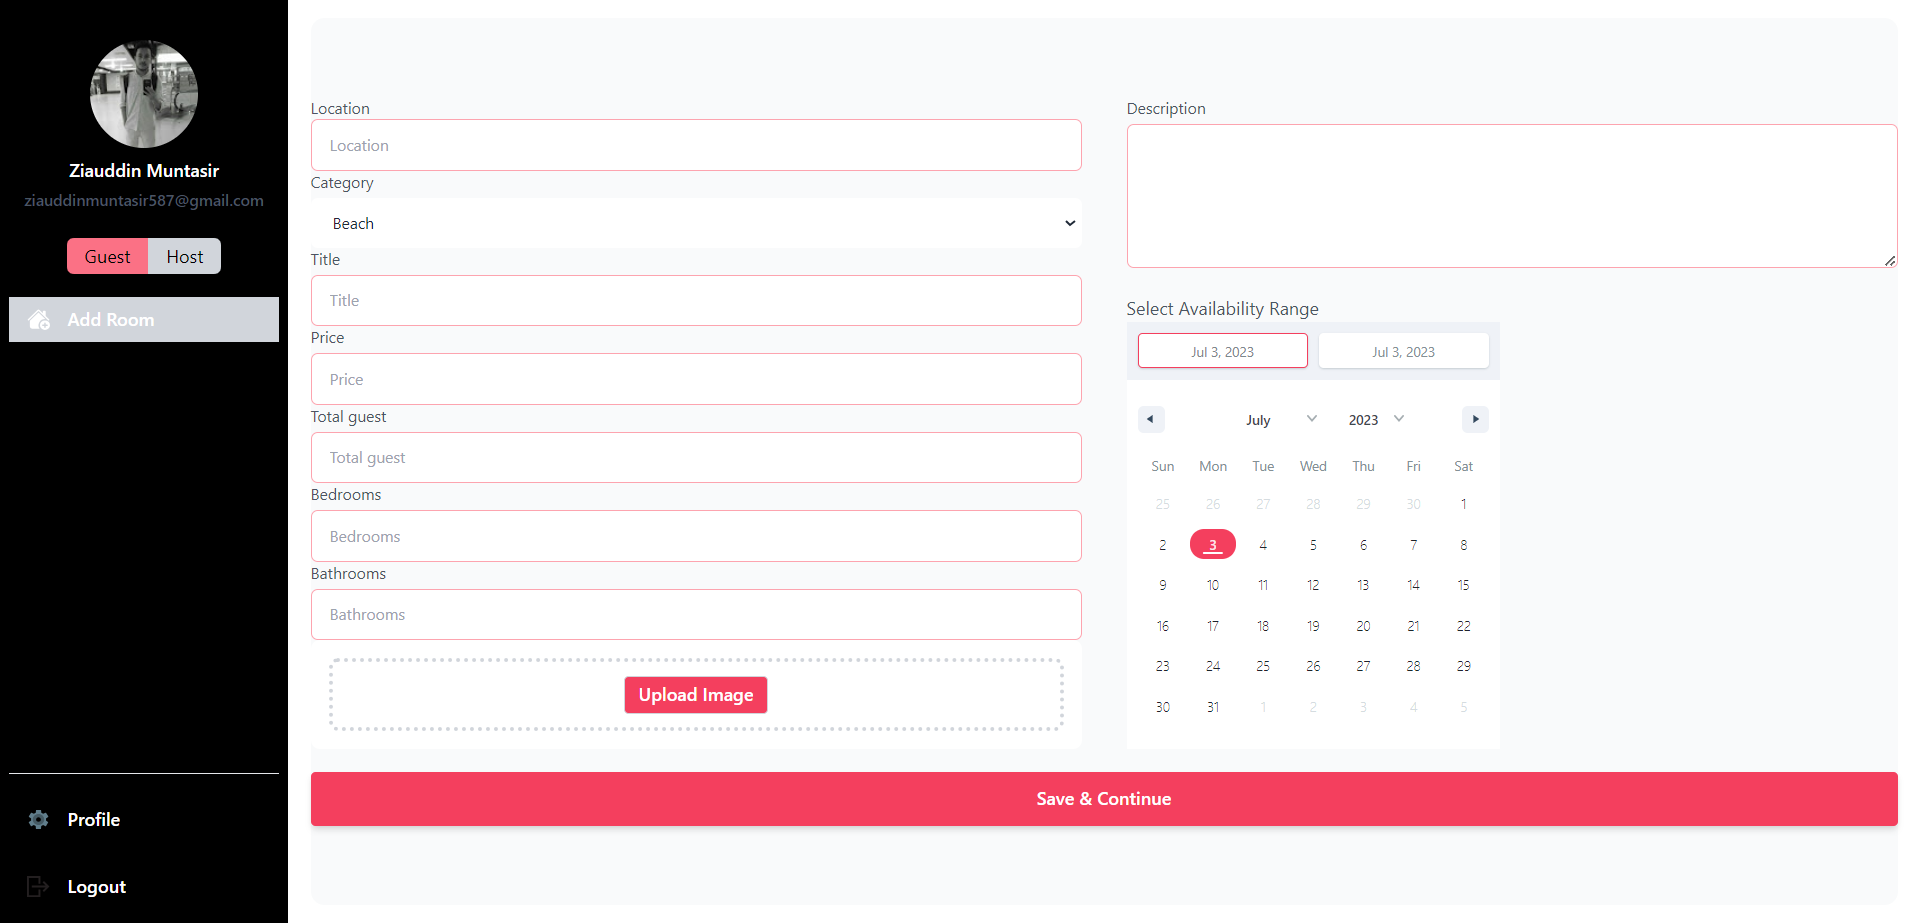 Ziauddin Muntasir
ziauddinmuntasir587@gmail.com
Guest Host
Add Room
Profile
Logout
Location
Location
Category
Beach
Title
Title
Price
Price
Total guest
Total guest
Bedrooms
Bedrooms
Bathrooms
Bathrooms
Upload Image
Description
Select Availability Range
Jul 3, 2023 Jul 3, 2023
July 2023
Sun Mon Tue Wed Thu Fri Sat
25 26 27 28 29 30 1
2 3 4 5 6 7 8
9 10 11 12 13 14 15
16 17 18 19 20 21 22
23 24 25 26 27 28 29
30 31 1 2 3 4 5
Save & Continue